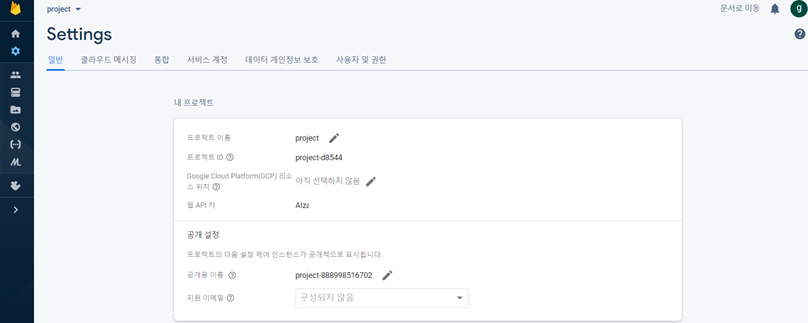 project
문서로 이동
g
Settings
일반 클라우드 메시징 통합 서비스 계정 데이터 개인정보 보호 사용자 및 권한
내 프로젝트
프로젝트 이름 project
프로젝트 ID project-d8544
Google Cloud Platform(GCP) 리소
스 위치 아직 선택하지 않음
웹 API 키 AIza
공개 설정
프로젝트의 다음 설정 제어 인스턴스가 공개적으로 표시됩니다.
공개용 이름 project-888998516702
지원 이메일 구성되지 않음